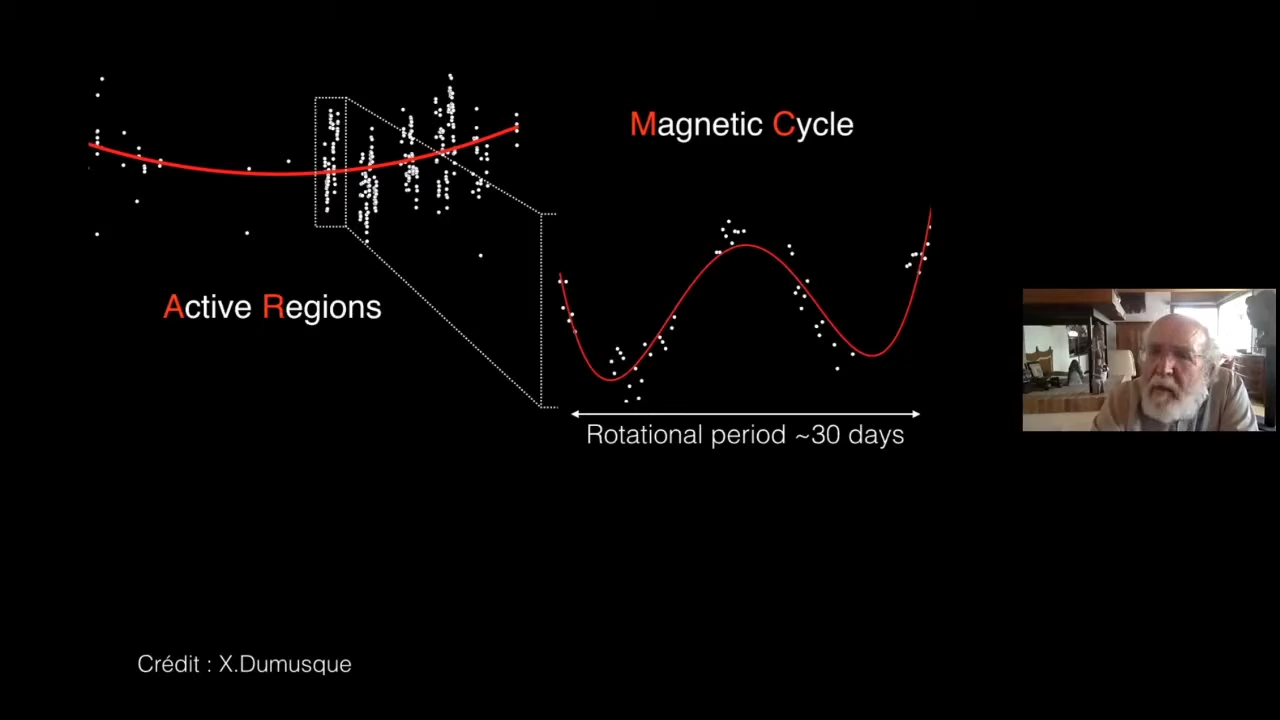 Magnetic Cycle
Active Regions
Rotational period ~30 days
Crédit : X.Dumusque